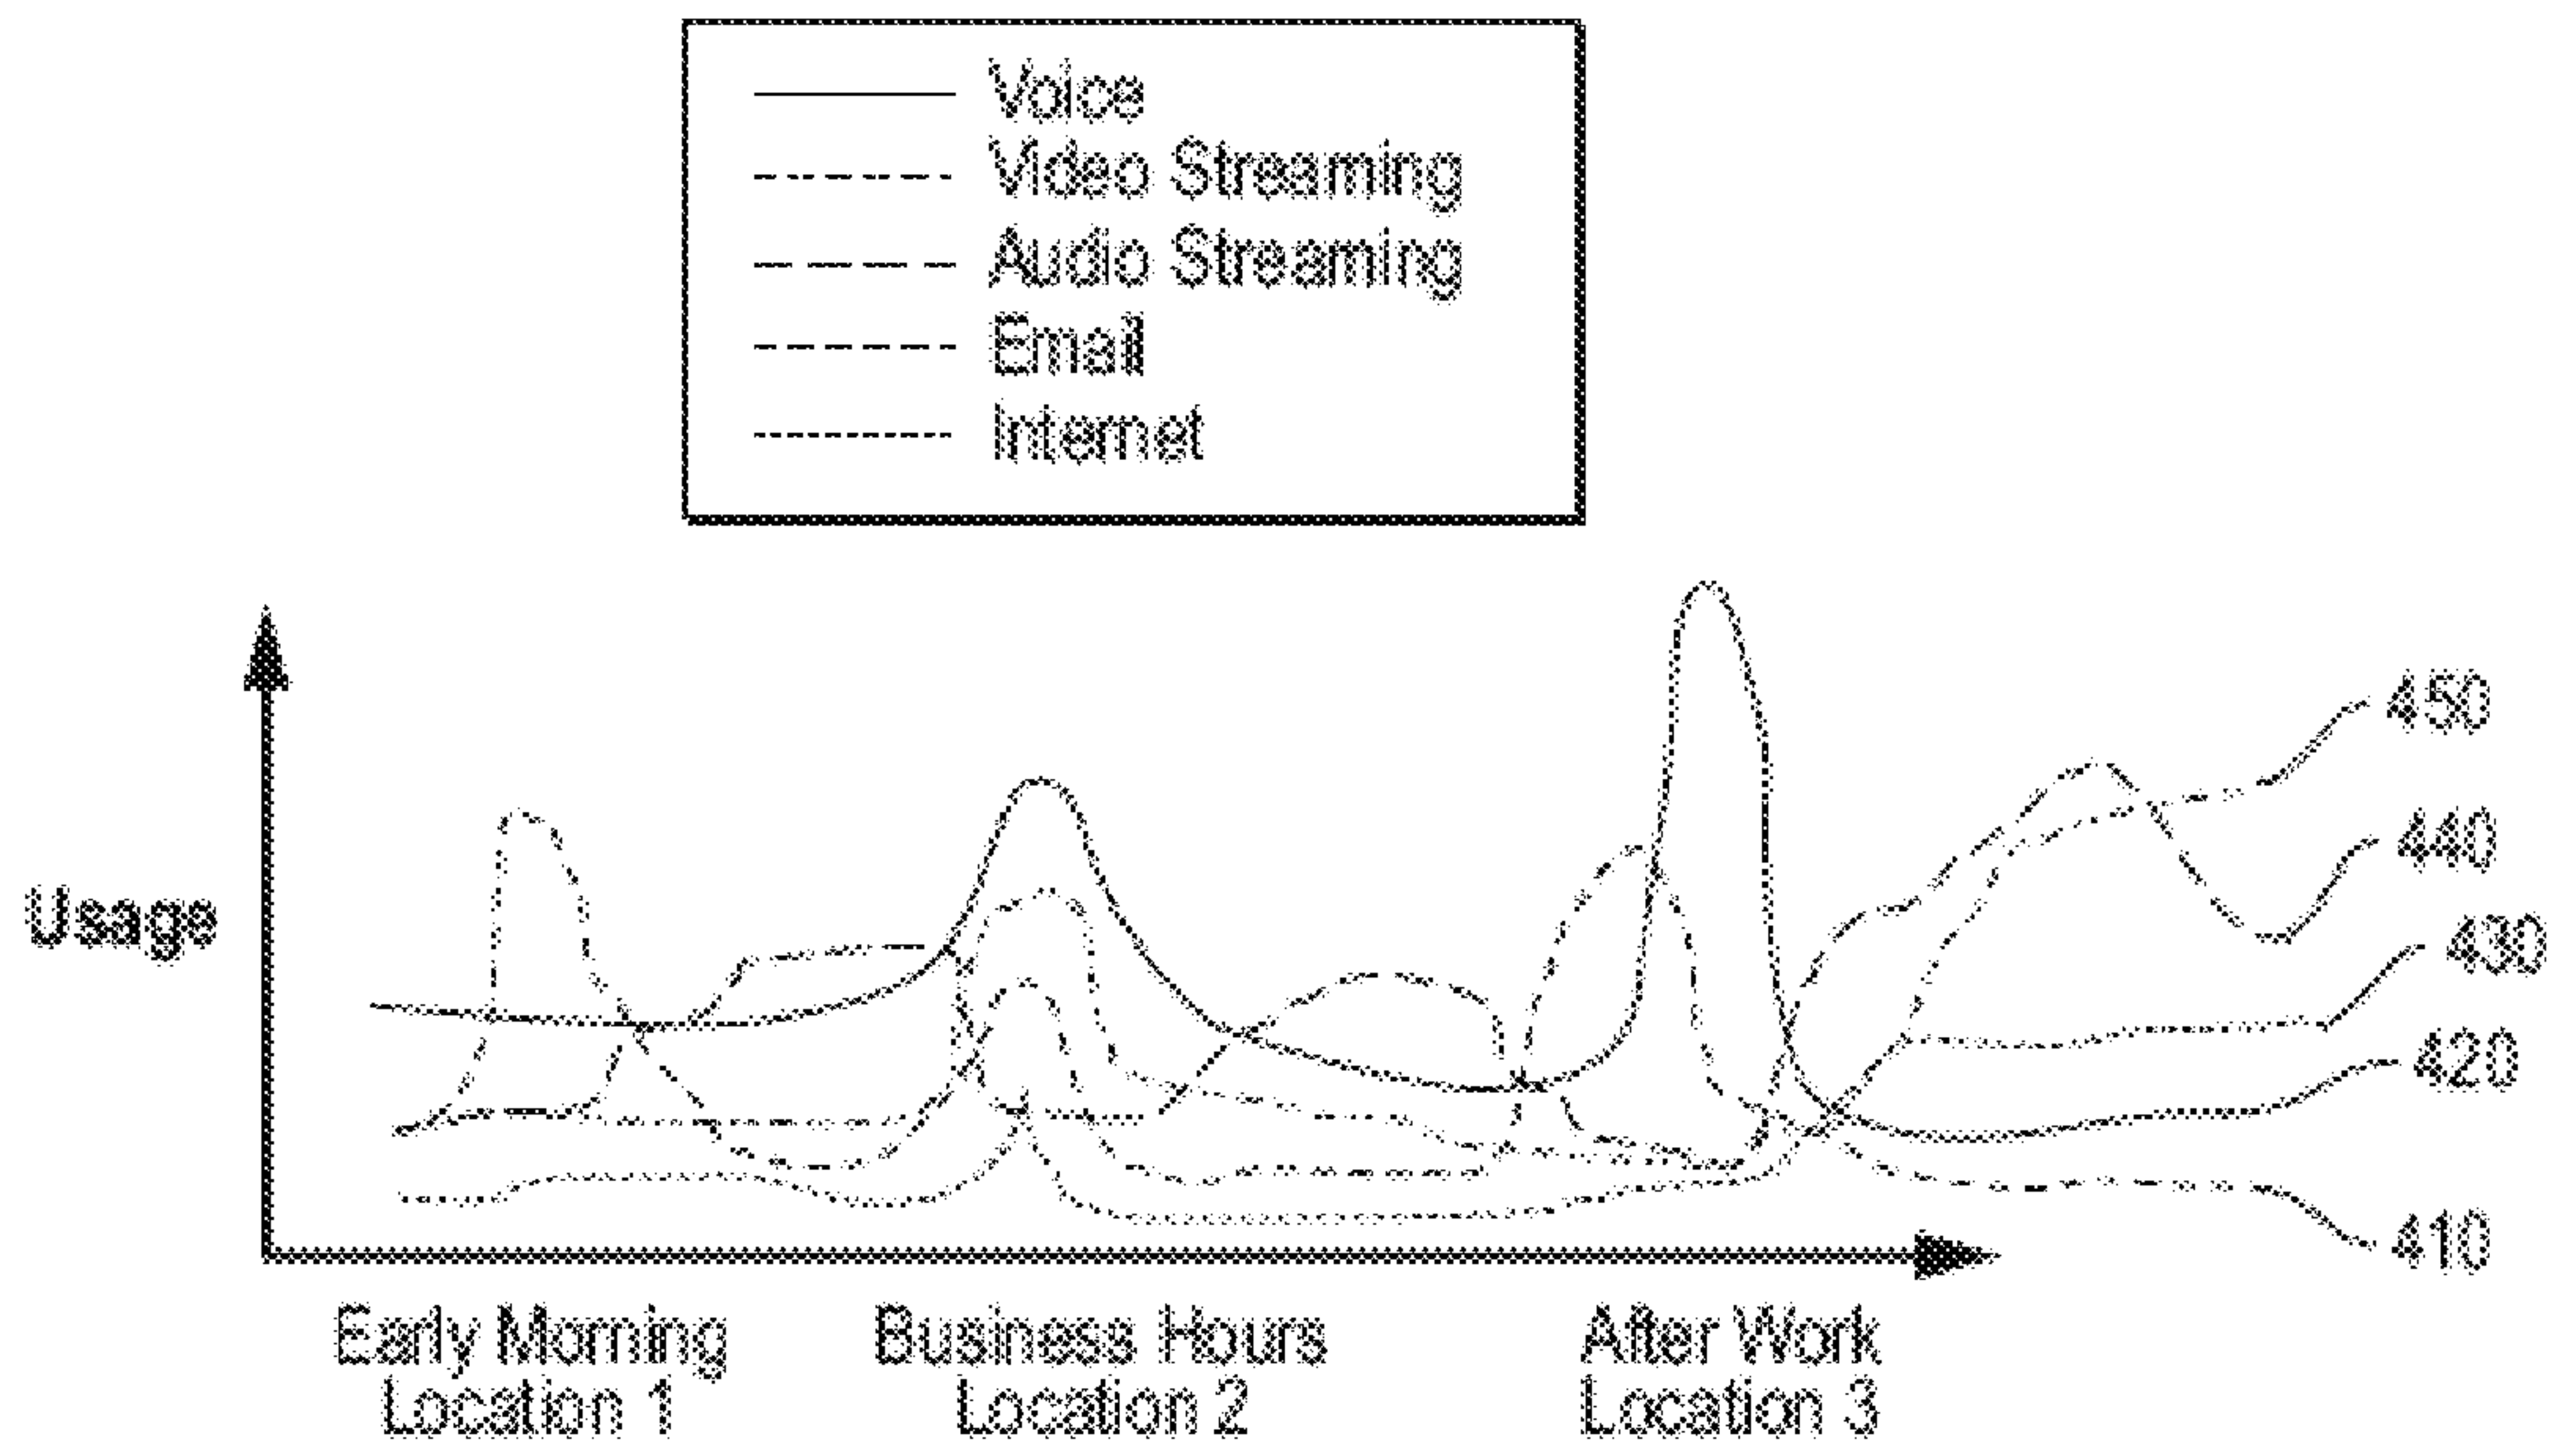 Voice
Video Streaming
Audio Streaming
Email
Internet
Usage
450
440
430
420
410
Early Morning
Location 1
Business Hours
Location 2
After Work
Location 3